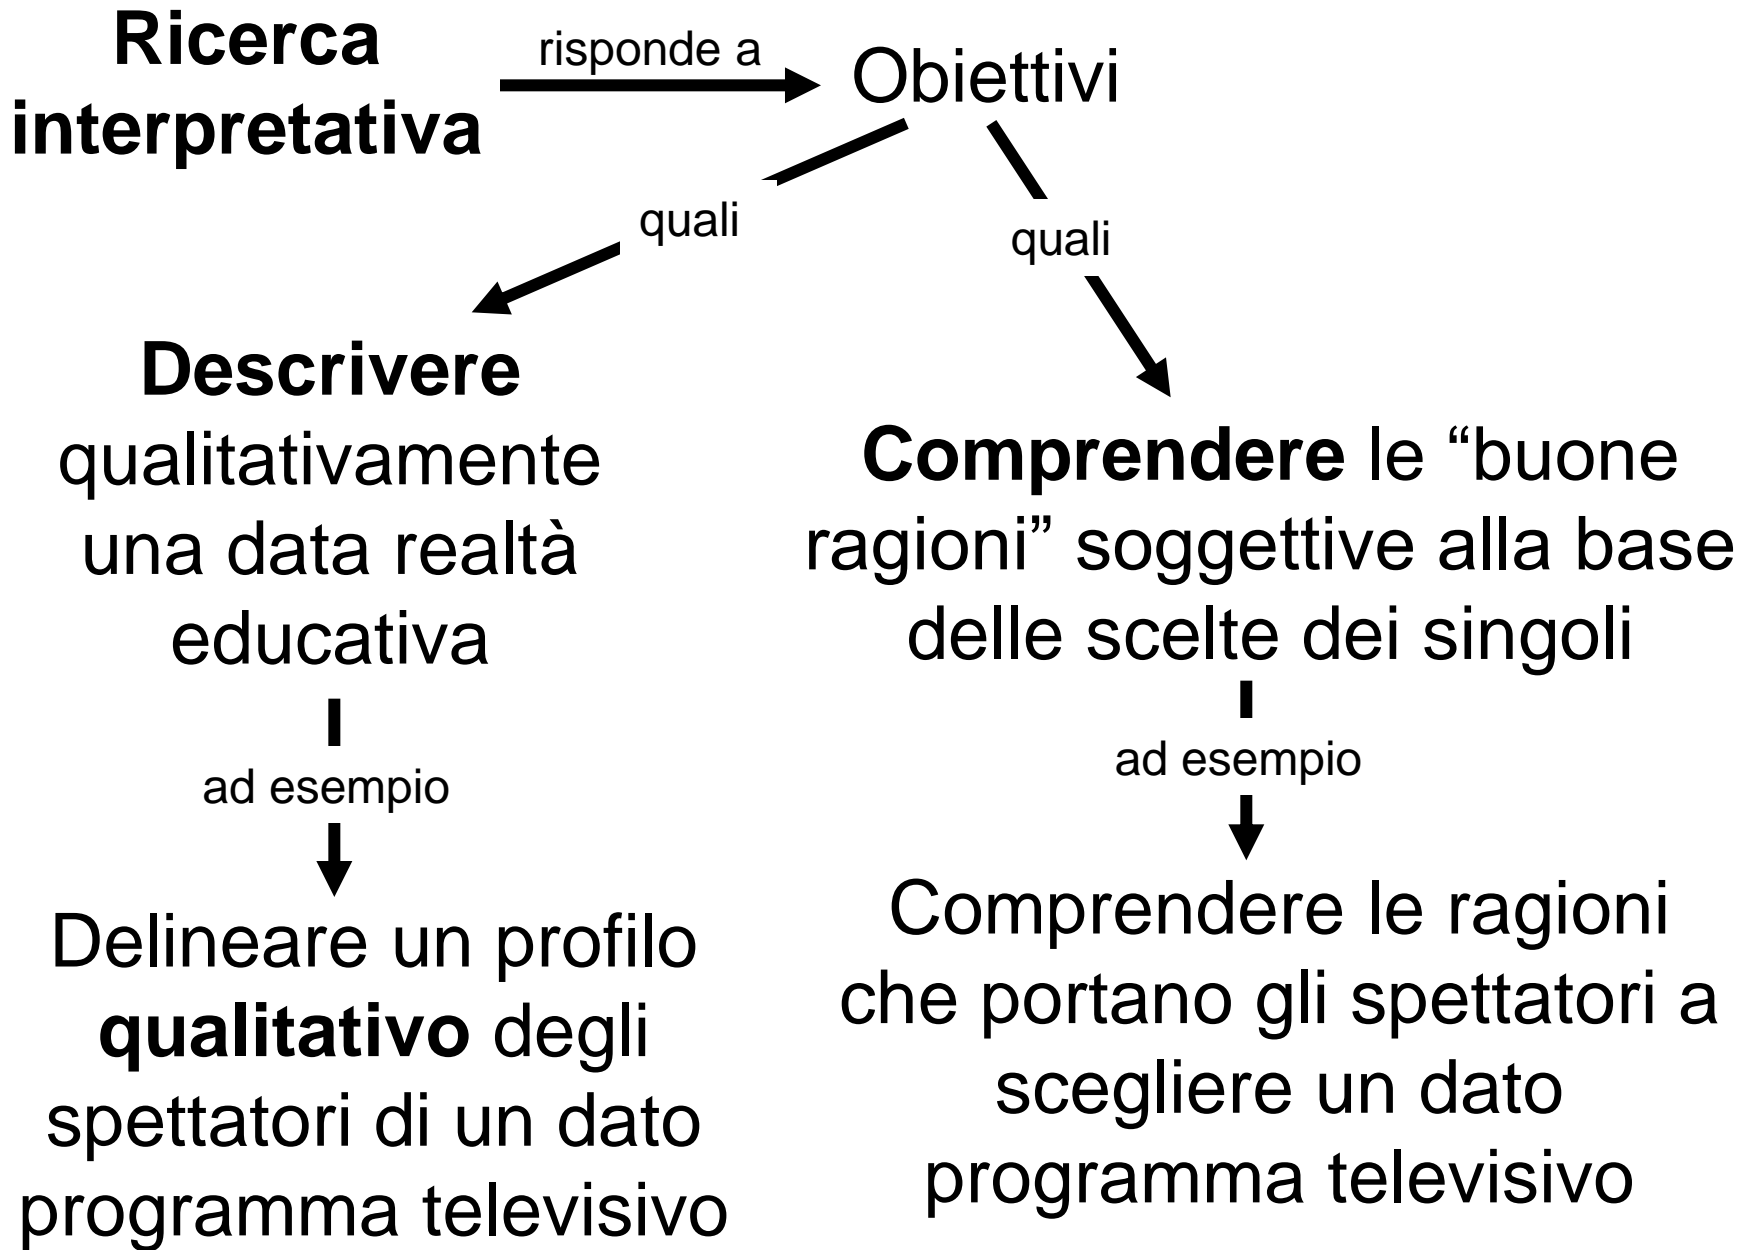 Ricerca
interpretativa
risponde a
Obiettivi
quali
quali
Descrivere
qualitativamente
una data realtà
educativa
ad esempio
Delineare un profilo
qualitativo degli
spettatori di un dato
programma televisivo
Comprendere le “buone
ragioni” soggettive alla base
delle scelte dei singoli
ad esempio
Comprendere le ragioni
che portano gli spettatori a
scegliere un dato
programma televisivo